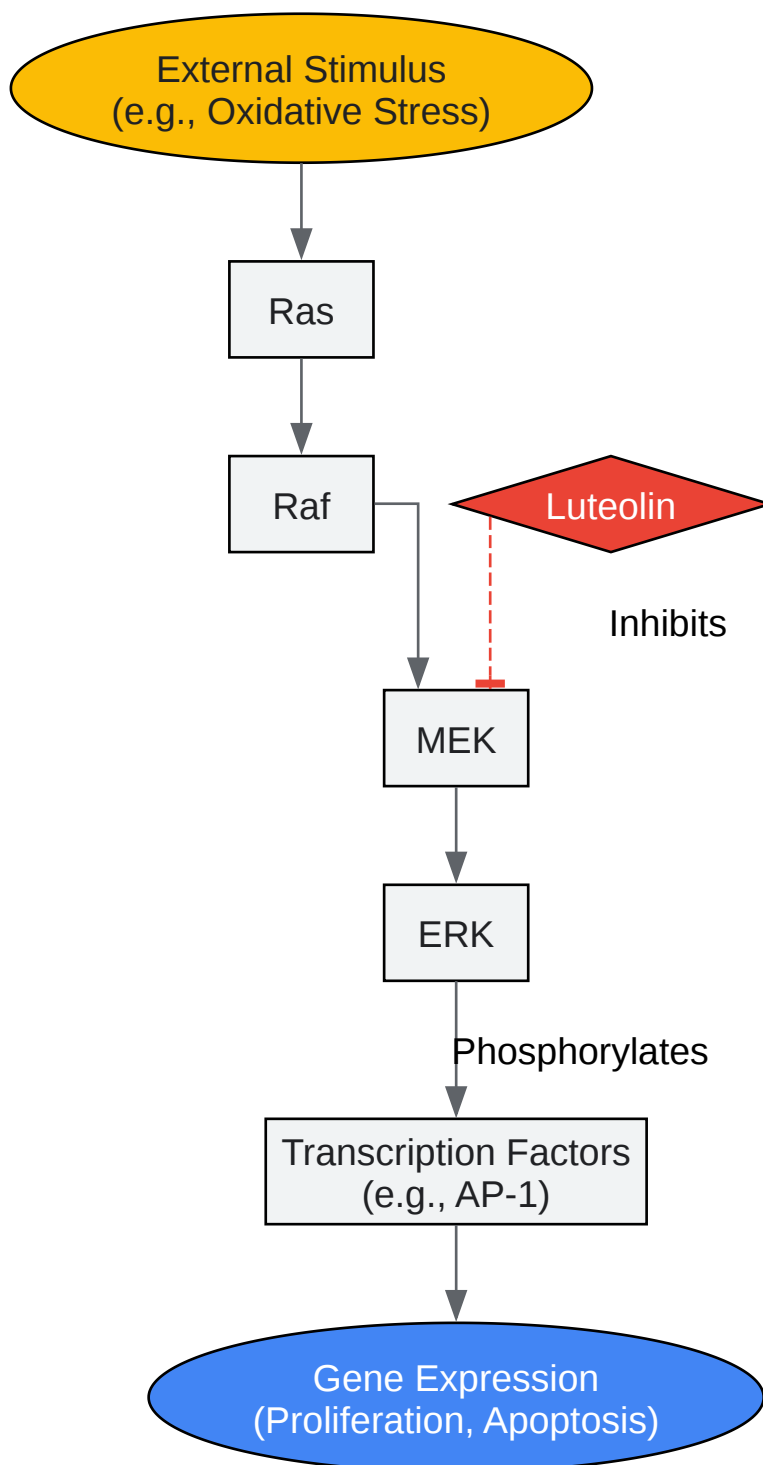 External Stimulus
(e.g., Oxidative Stress)
Ras
Raf
Luteolin
Inhibits
MEK
ERK
Phosphorylates
Transcription Factors
(e.g., AP-1)
Gene Expression
(Proliferation, Apoptosis)